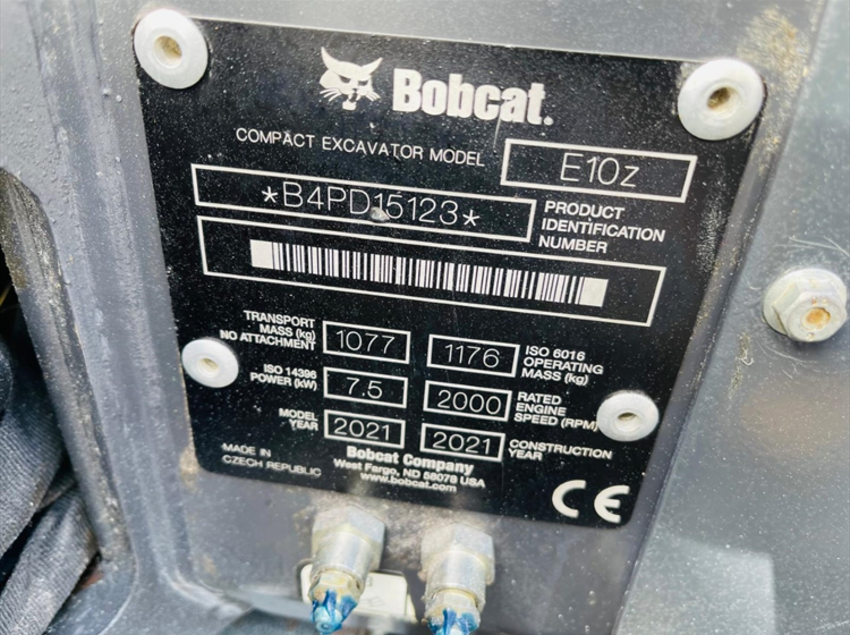 Bobcat.
COMPACT EXCAVATOR MODEL E10z
*B4PD15123*
PRODUCT
IDENTIFICATION
NUMBER
TRANSPORT
MASS (kg)
NO ATTACHMENT
1077
1176
ISO 6016
OPERATING
MASS (kg)
ISO 14396
POWER (kW)
7.5
2000
RATED
ENGINE
SPEED (RPM)
MODEL
YEAR
2021
2021
CONSTRUCTION
YEAR
MADE IN
CZECH REPUBLIC
Bobcat Company
West Fargo, ND 58078 USA
www.bobcat.com
CE